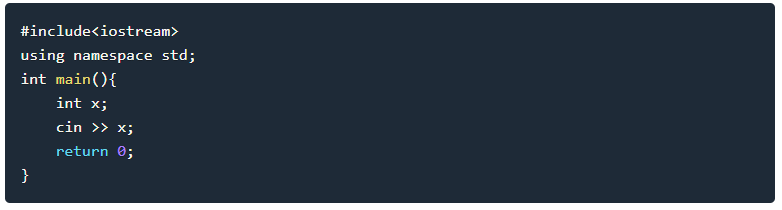 #include<iostream>
using namespace std;
int main(){
    int x;
    cin >> x;
    return 0;
}